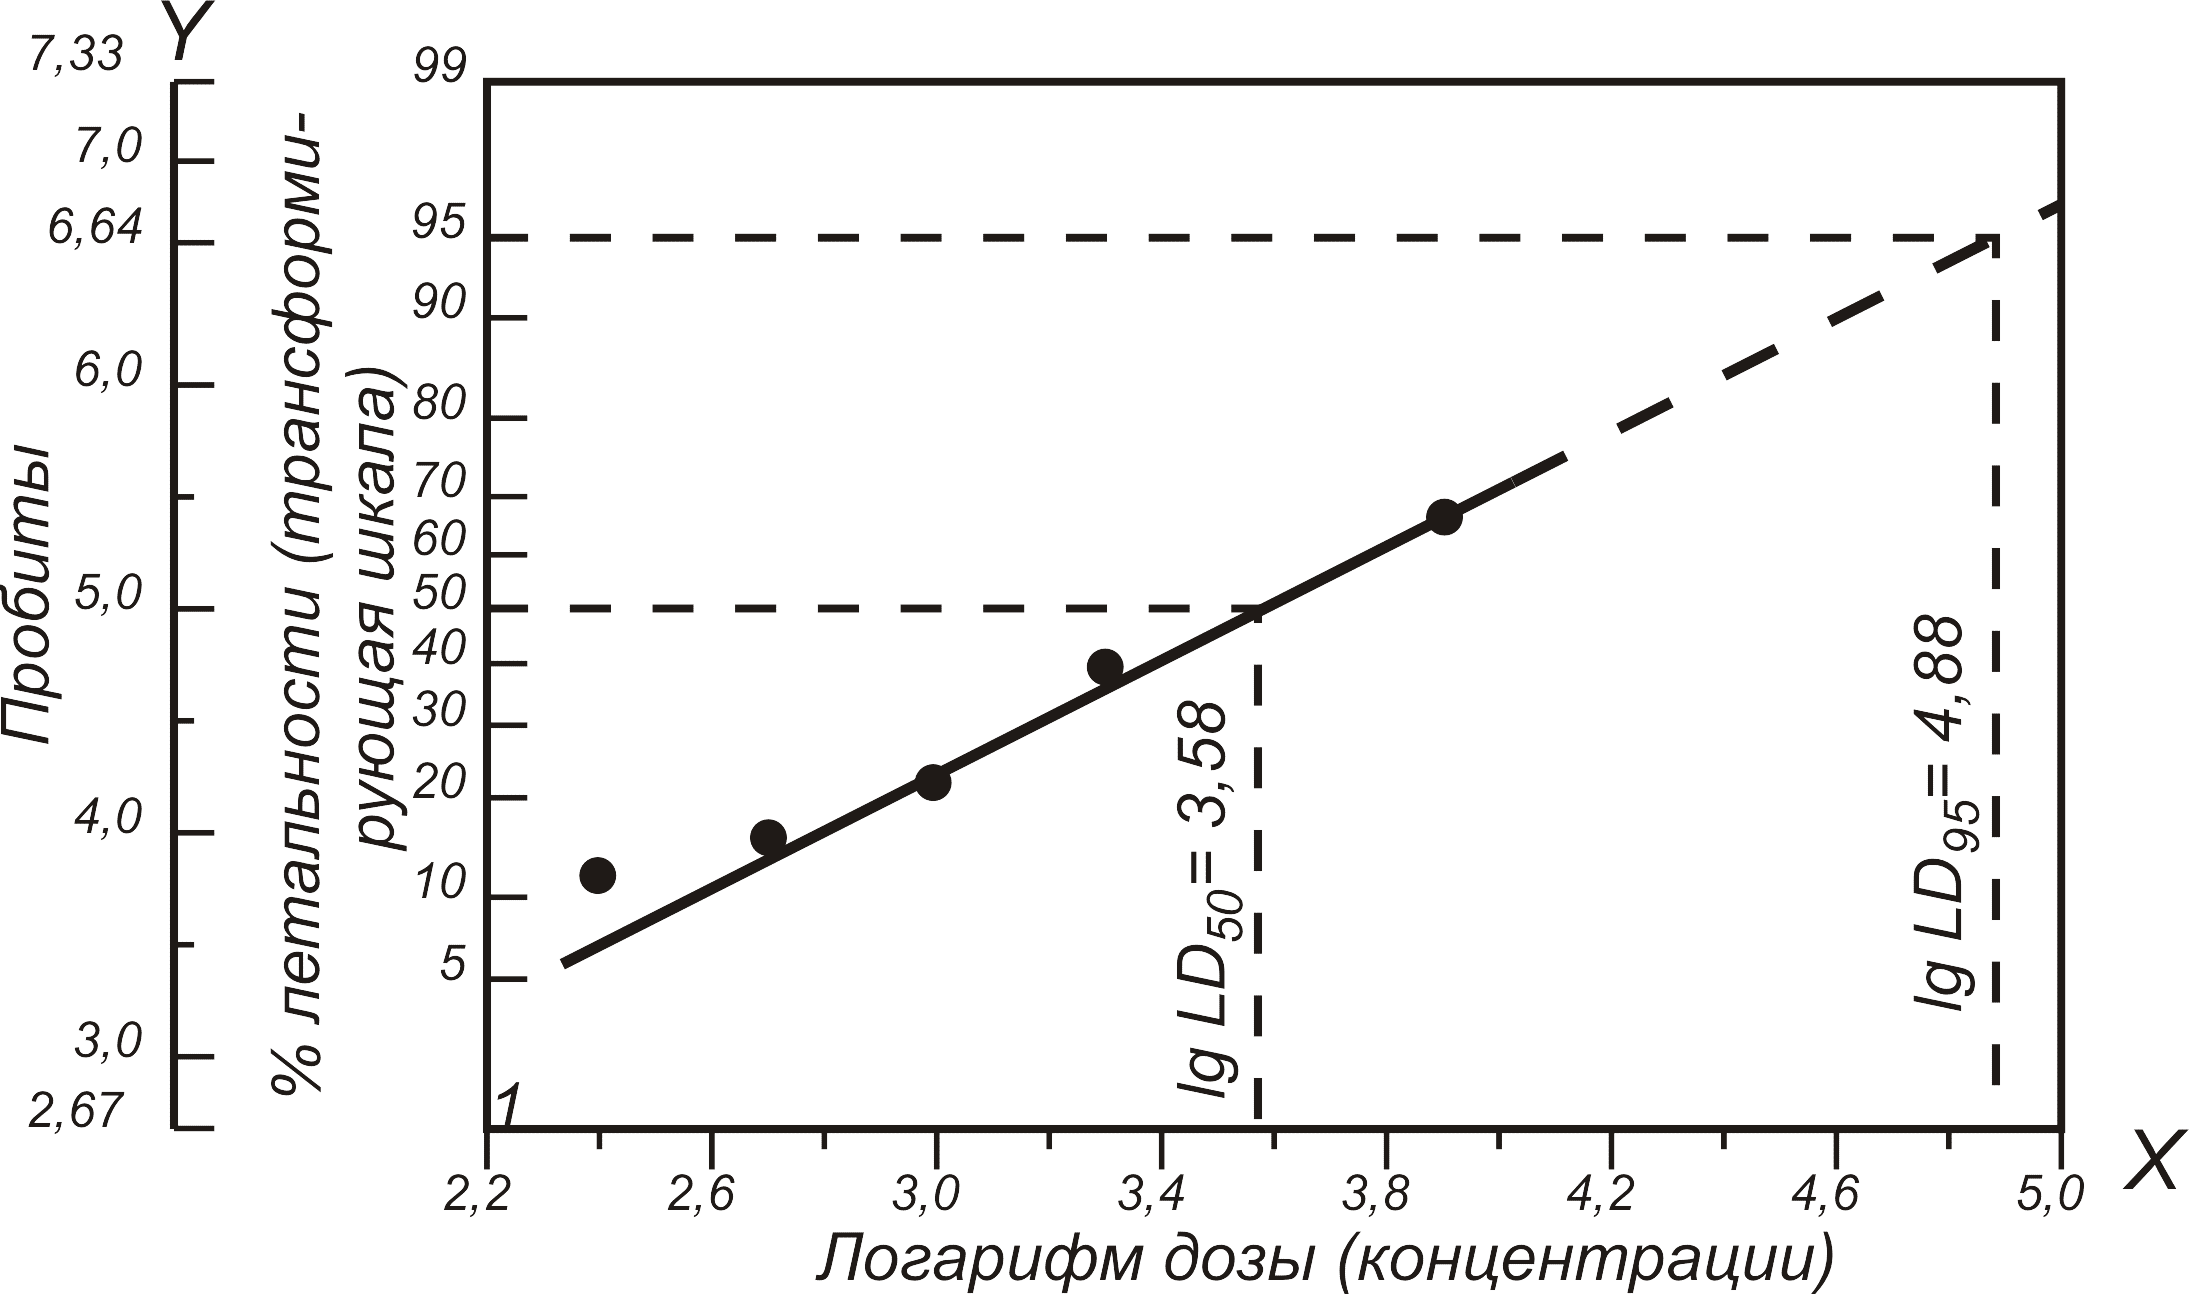 Y
7,33
7,0
6,64
6,0
5,0
4,0
3,0
2,67
Пробиты
% летальности (трансформи-
рующая шкала)
99
95
90
80
70
60
50
40
30
20
10
5
1
lg LD50= 3,58
lg LD95= 4,88
2,2 2,6 3,0 3,4 3,8 4,2 4,6 5,0
X
Логарифм дозы (концентрации)